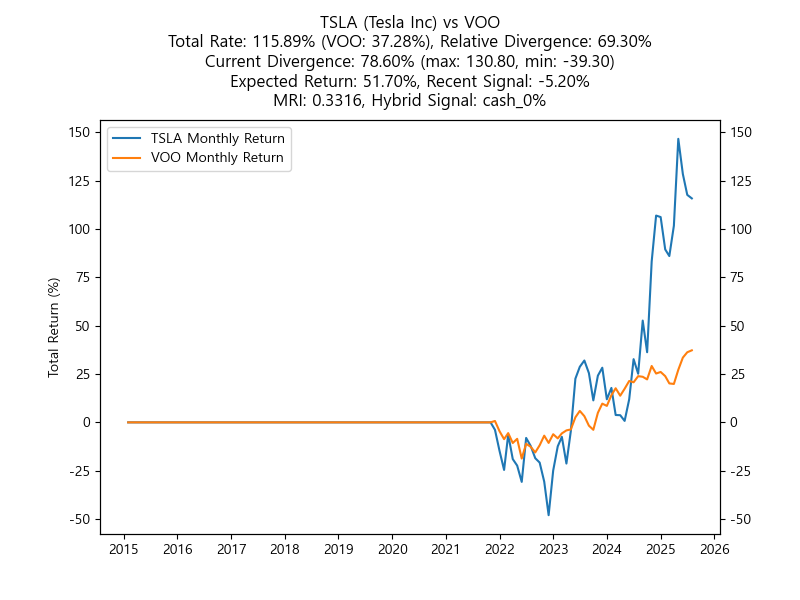 TSLA (Tesla Inc) vs VOO
Total Rate: 115.89% (VOO: 37.28%), Relative Divergence: 69.30%
Current Divergence: 78.60% (max: 130.80, min: -39.30)
Expected Return: 51.70%, Recent Signal: -5.20%
MRI: 0.3316, Hybrid Signal: cash_0%
TSLA Monthly Return
VOO Monthly Return
Total Return (%)
150
125
100
75
50
25
0
-25
-50
150
125
100
75
50
25
0
-25
-50
2015 2016 2017 2018 2019 2020 2021 2022 2023 2024 2025 2026